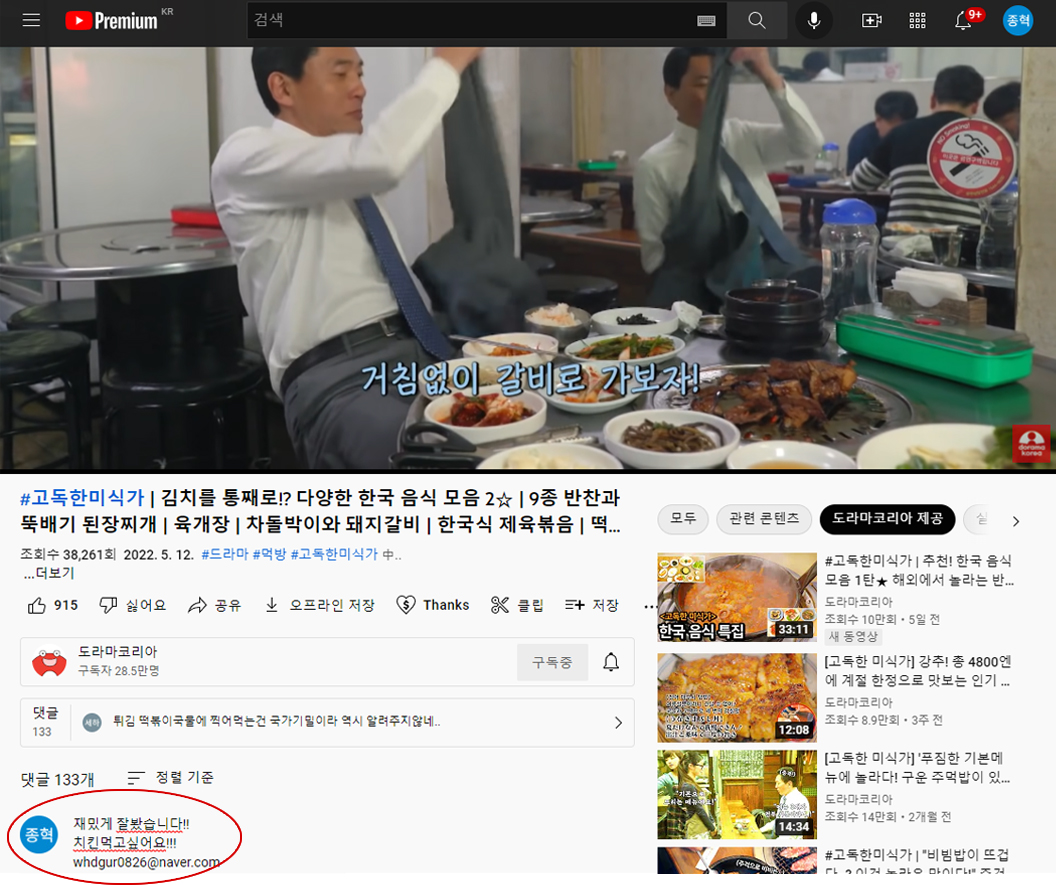 Premium KR
검색
9+
종혁
No Smoking!
거침없이 갈비로 가보자!
dorama korea
#고독한미식가 | 김치를 통째로!? 다양한 한국 음식 모음 2☆ | 9종 반찬과
뚝배기 된장찌개 | 육개장 | 차돌박이와 돼지갈비 | 한국식 제육볶음 | 떡...
조회수 38,261회 2022. 5. 12. #드라마 #먹방 #고독한미식가 中..
...더보기
915 싫어요 공유 오프라인 저장 Thanks 클립 저장 ...
도라마코리아
구독자 28.5만명
구독중
댓글
133
세하
튀김 떡볶이국물에 찍어먹는건 국가기밀이라 역시 알려주지않네..
댓글 133개 정렬 기준
종혁
재밌게 잘봤습니다!!
치킨먹고싶어요!!!
whdgur0826@naver.com
모두 관련 콘텐츠 도라마코리아 제공
<고독한 미식가>
한국 음식 특집
33:11
#고독한미식가 | 추천! 한국 음식
모음 1탄★ 해외에서 놀라는 반...
도라마코리아
조회수 10만회 • 5일 전
새 동영상
12:08
[고독한 미식가] 강주! 총 4800엔
에 계절 한정으로 맛보는 인기 ...
도라마코리아
조회수 8.9만회 • 3주 전
14:34
[고독한 미식가] '푸짐한 기본메
뉴에 놀라다! 구운 주먹밥이 있...
도라마코리아
조회수 14만회 • 2개월 전
#고독한미식가 | "비빔밥이 뜨겁